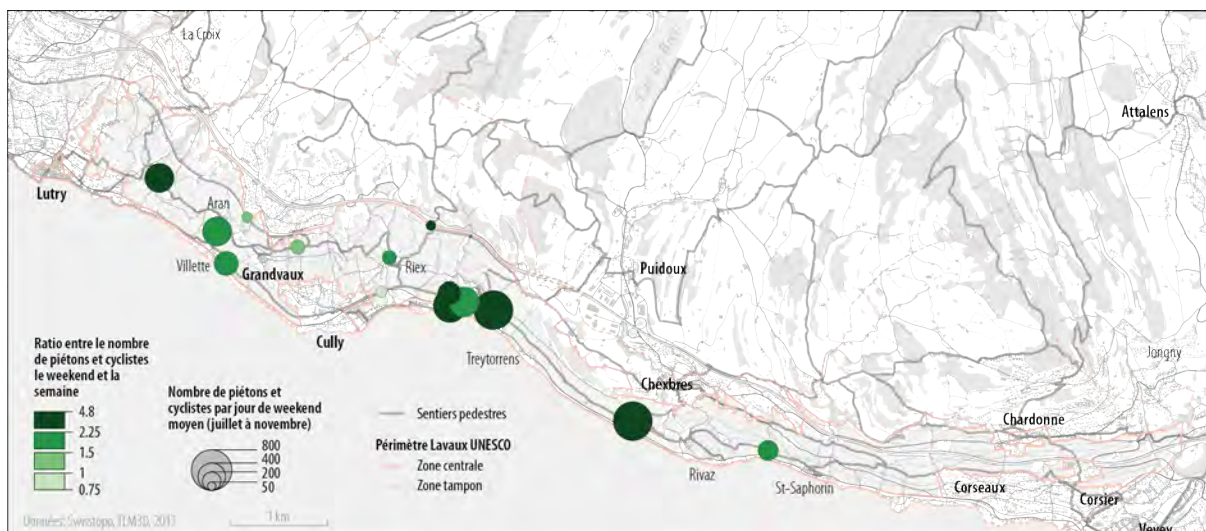 La Croix
Attalens
Lutry
Aran
Villette
Grandvaux
Riex
Puidoux
Cully
Treytorrens
Jongny
Chexbres
Chardonne
Rivaz
St-Saphorin
Corseaux
Corsier
Vevey
Ratio entre le nombre
de piétons et cyclistes
le weekend et la
semaine
4.8
2.25
1.5
1
0.75
Nombre de piétons et
cyclistes par jour de weekend
moyen (juillet à novembre)
800
400
200
50
Sentiers pedestres
Périmètre Lavaux UNESCO
Zone centrale
Zone tampon
Données: Swisstopo, TLM3D, 2017
1 km